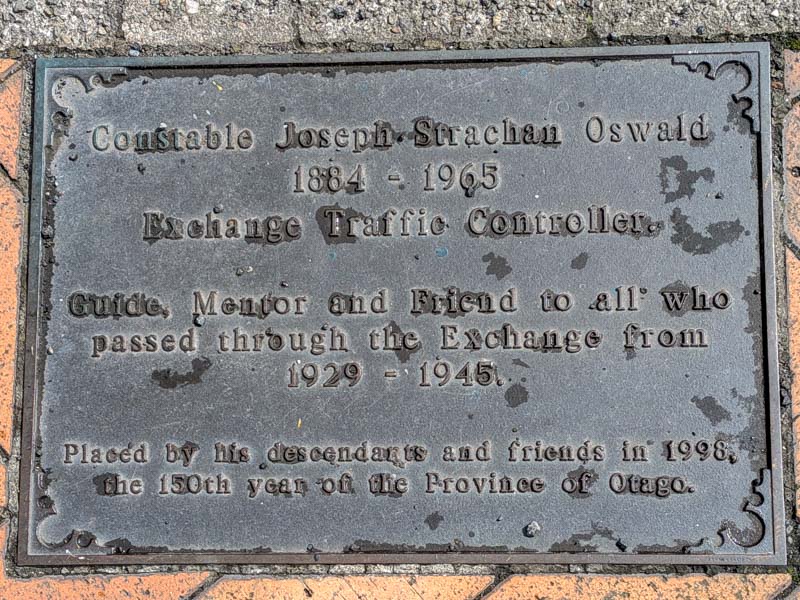 Constable Joseph Strachan Oswald
1884 - 1965
Exchange Traffic Controller.
Guide, Mentor and Friend to all who
passed through the Exchange from
1929 - 1945.
Placed by his descendants and friends in 1998,
the 150th year of the Province of Otago.